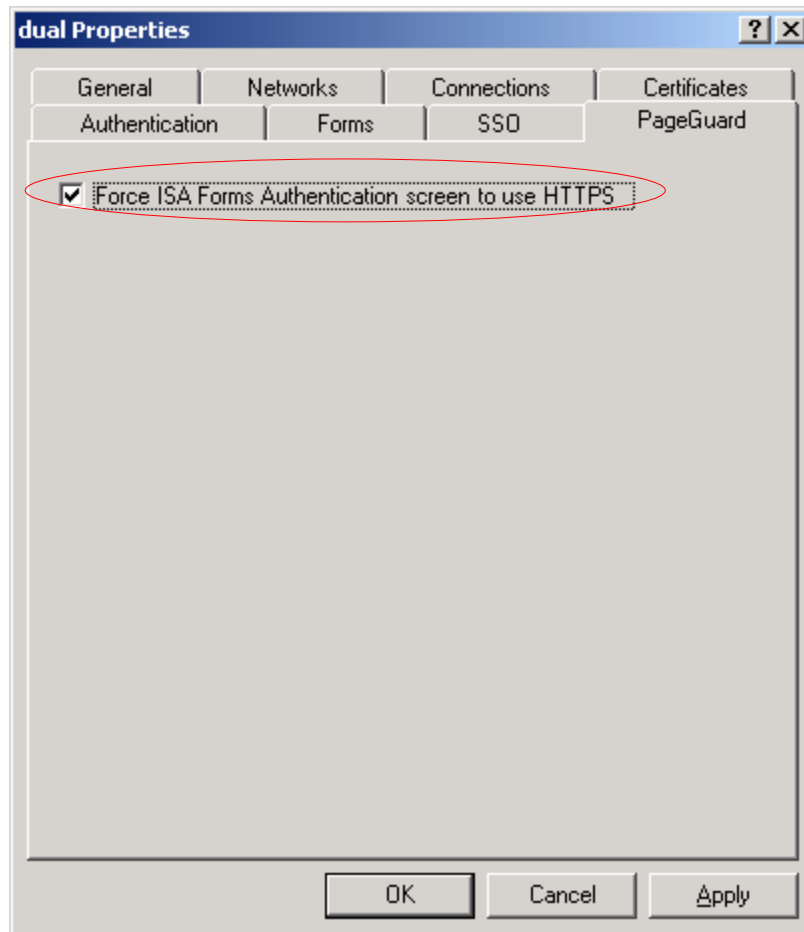 dual Properties
General Networks Connections Certificates
Authentication Forms SSO PageGuard
Force ISA Forms Authentication screen to use HTTPS
OK Cancel Apply